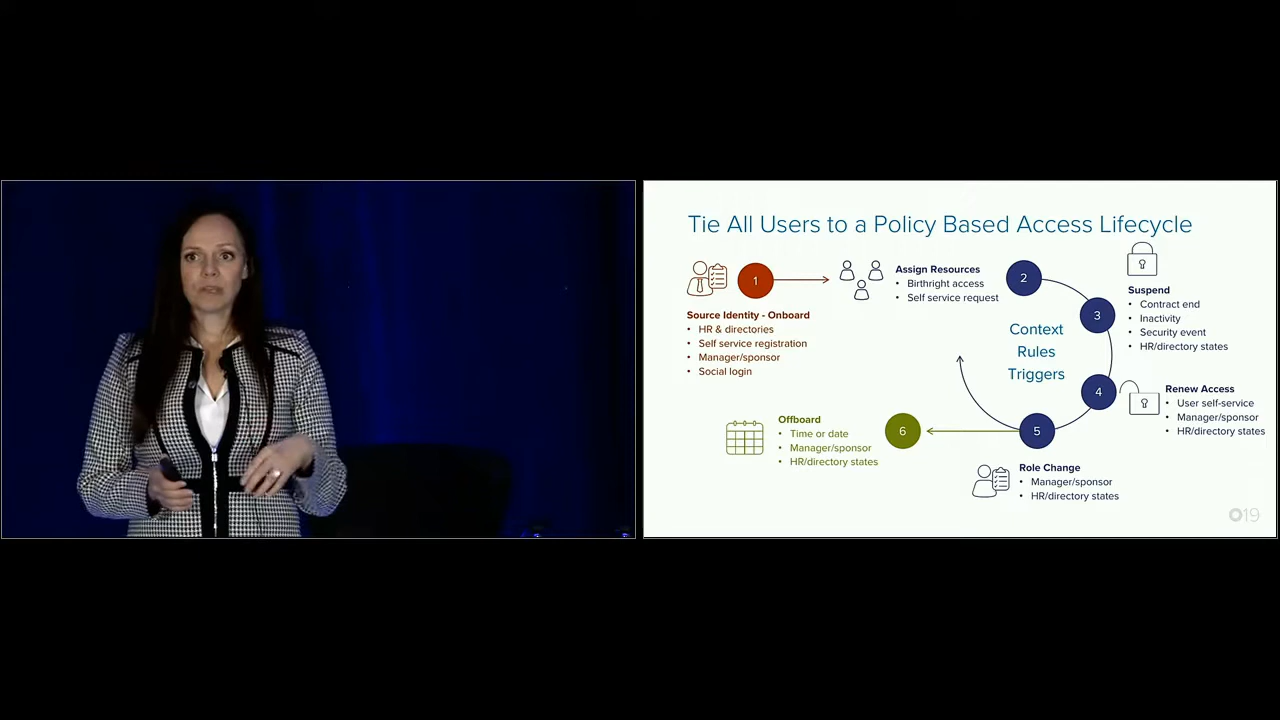 Tie All Users to a Policy Based Access Lifecycle
1
Source Identity - Onboard
• HR & directories
• Self service registration
• Manager/sponsor
• Social login
Assign Resources
• Birthright access
• Self service request
2
3
Suspend
• Contract end
• Inactivity
• Security event
• HR/directory states
Context
Rules
Triggers
4
Renew Access
• User self-service
• Manager/sponsor
• HR/directory states
5
Role Change
• Manager/sponsor
• HR/directory states
6
Offboard
• Time or date
• Manager/sponsor
• HR/directory states
O19